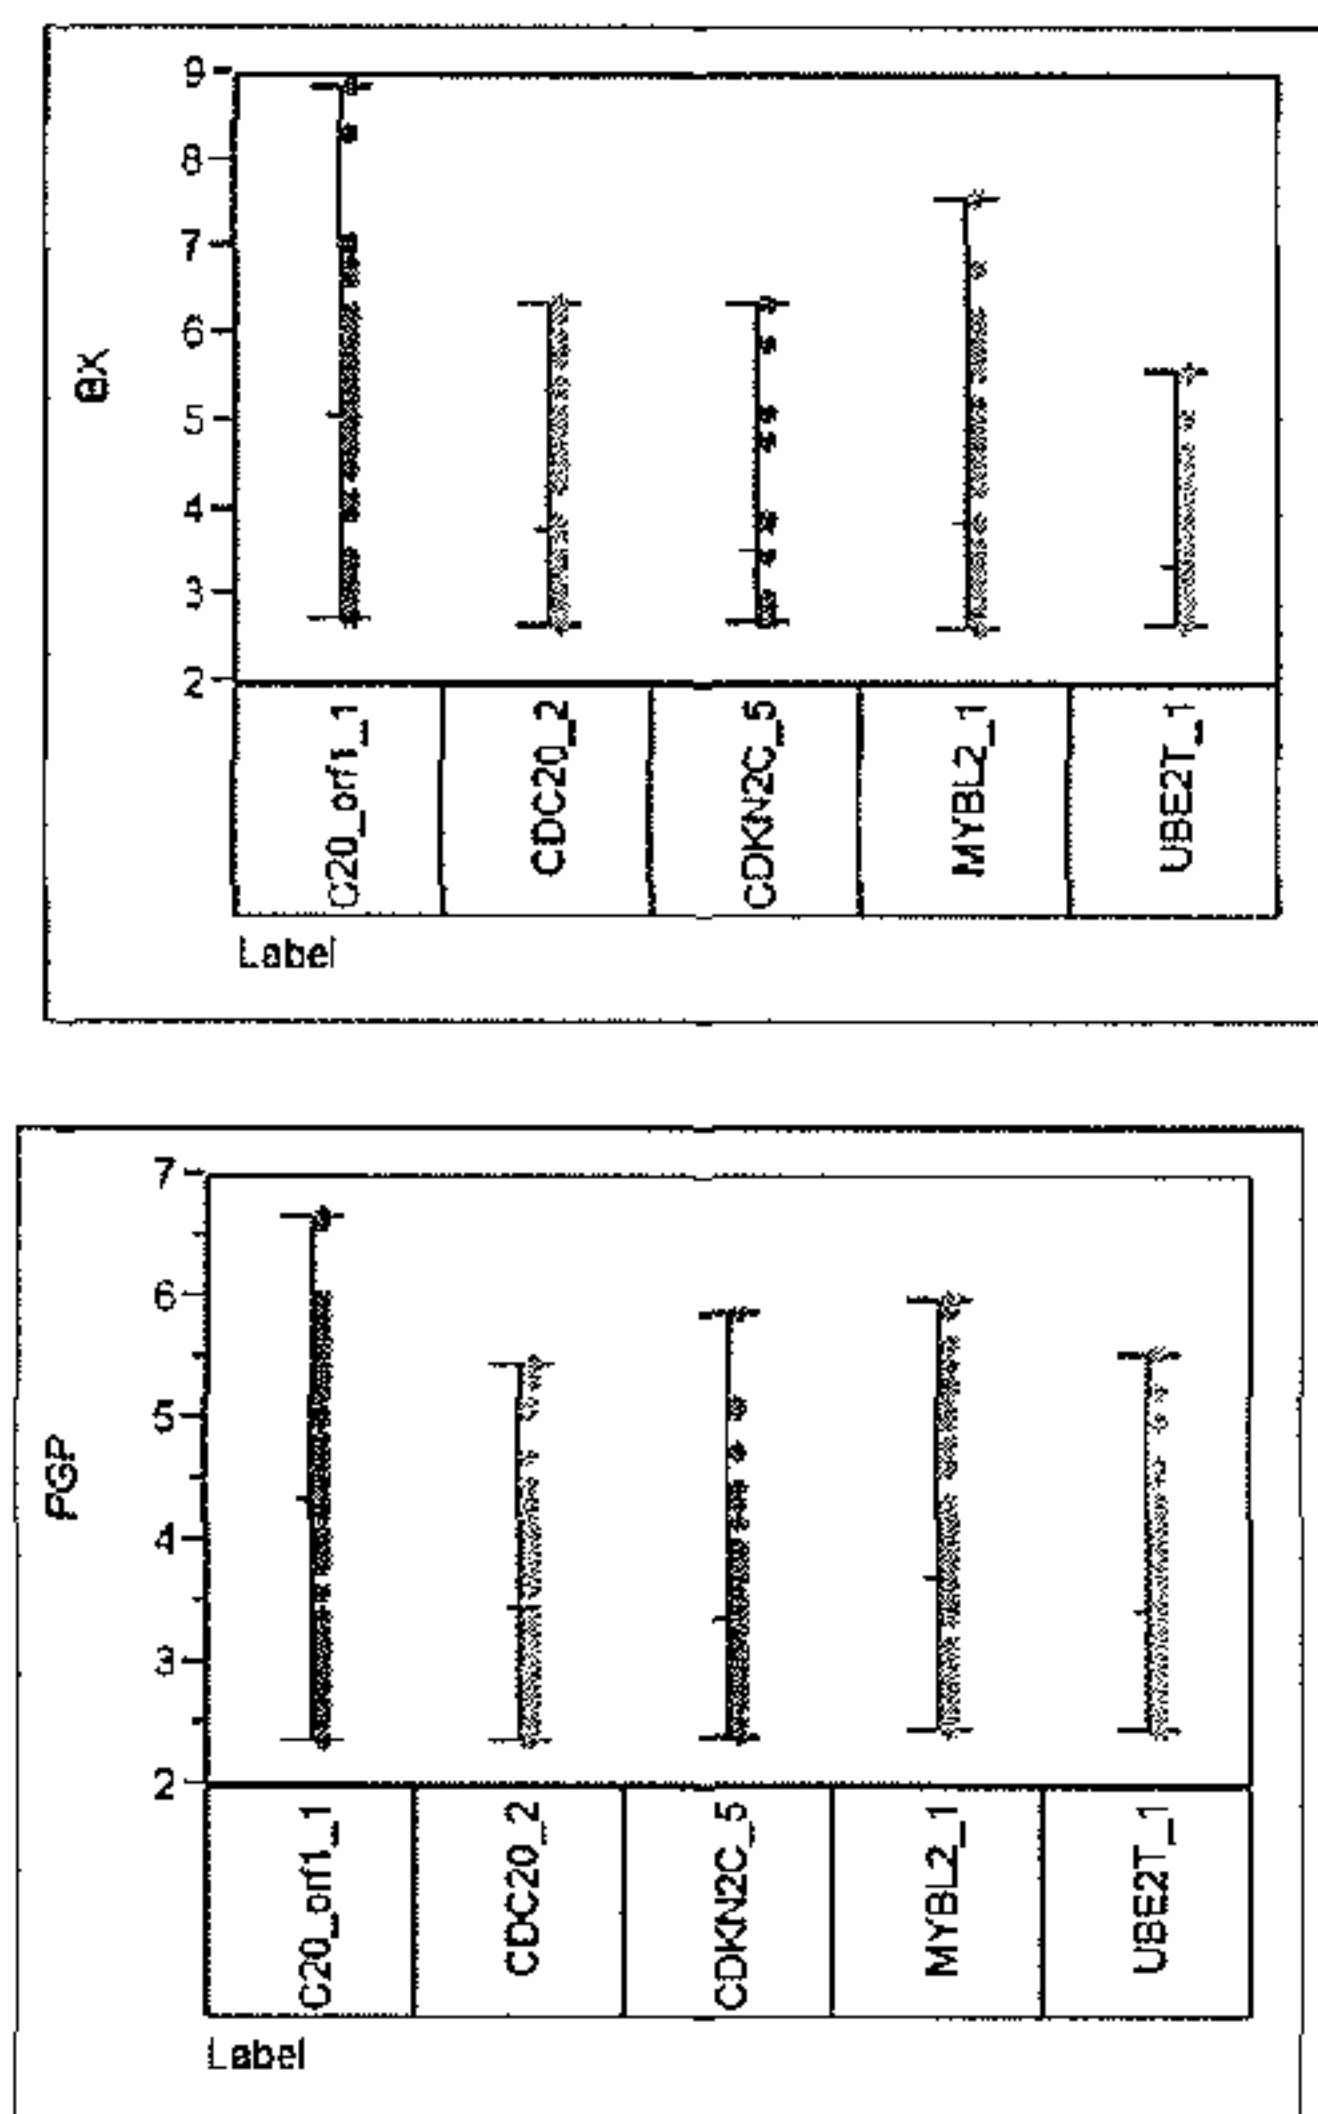 9
8
7
6
5
4
3
2
BX
C20_orf1_1
CDC20_2
CDKN2C_5
MYBL2_1
UBE2T_1
Label
7
6
5
4
3
2
PGP
C20_orf1_1
CDC20_2
CDKN2C_5
MYBL2_1
UBE2T_1
Label